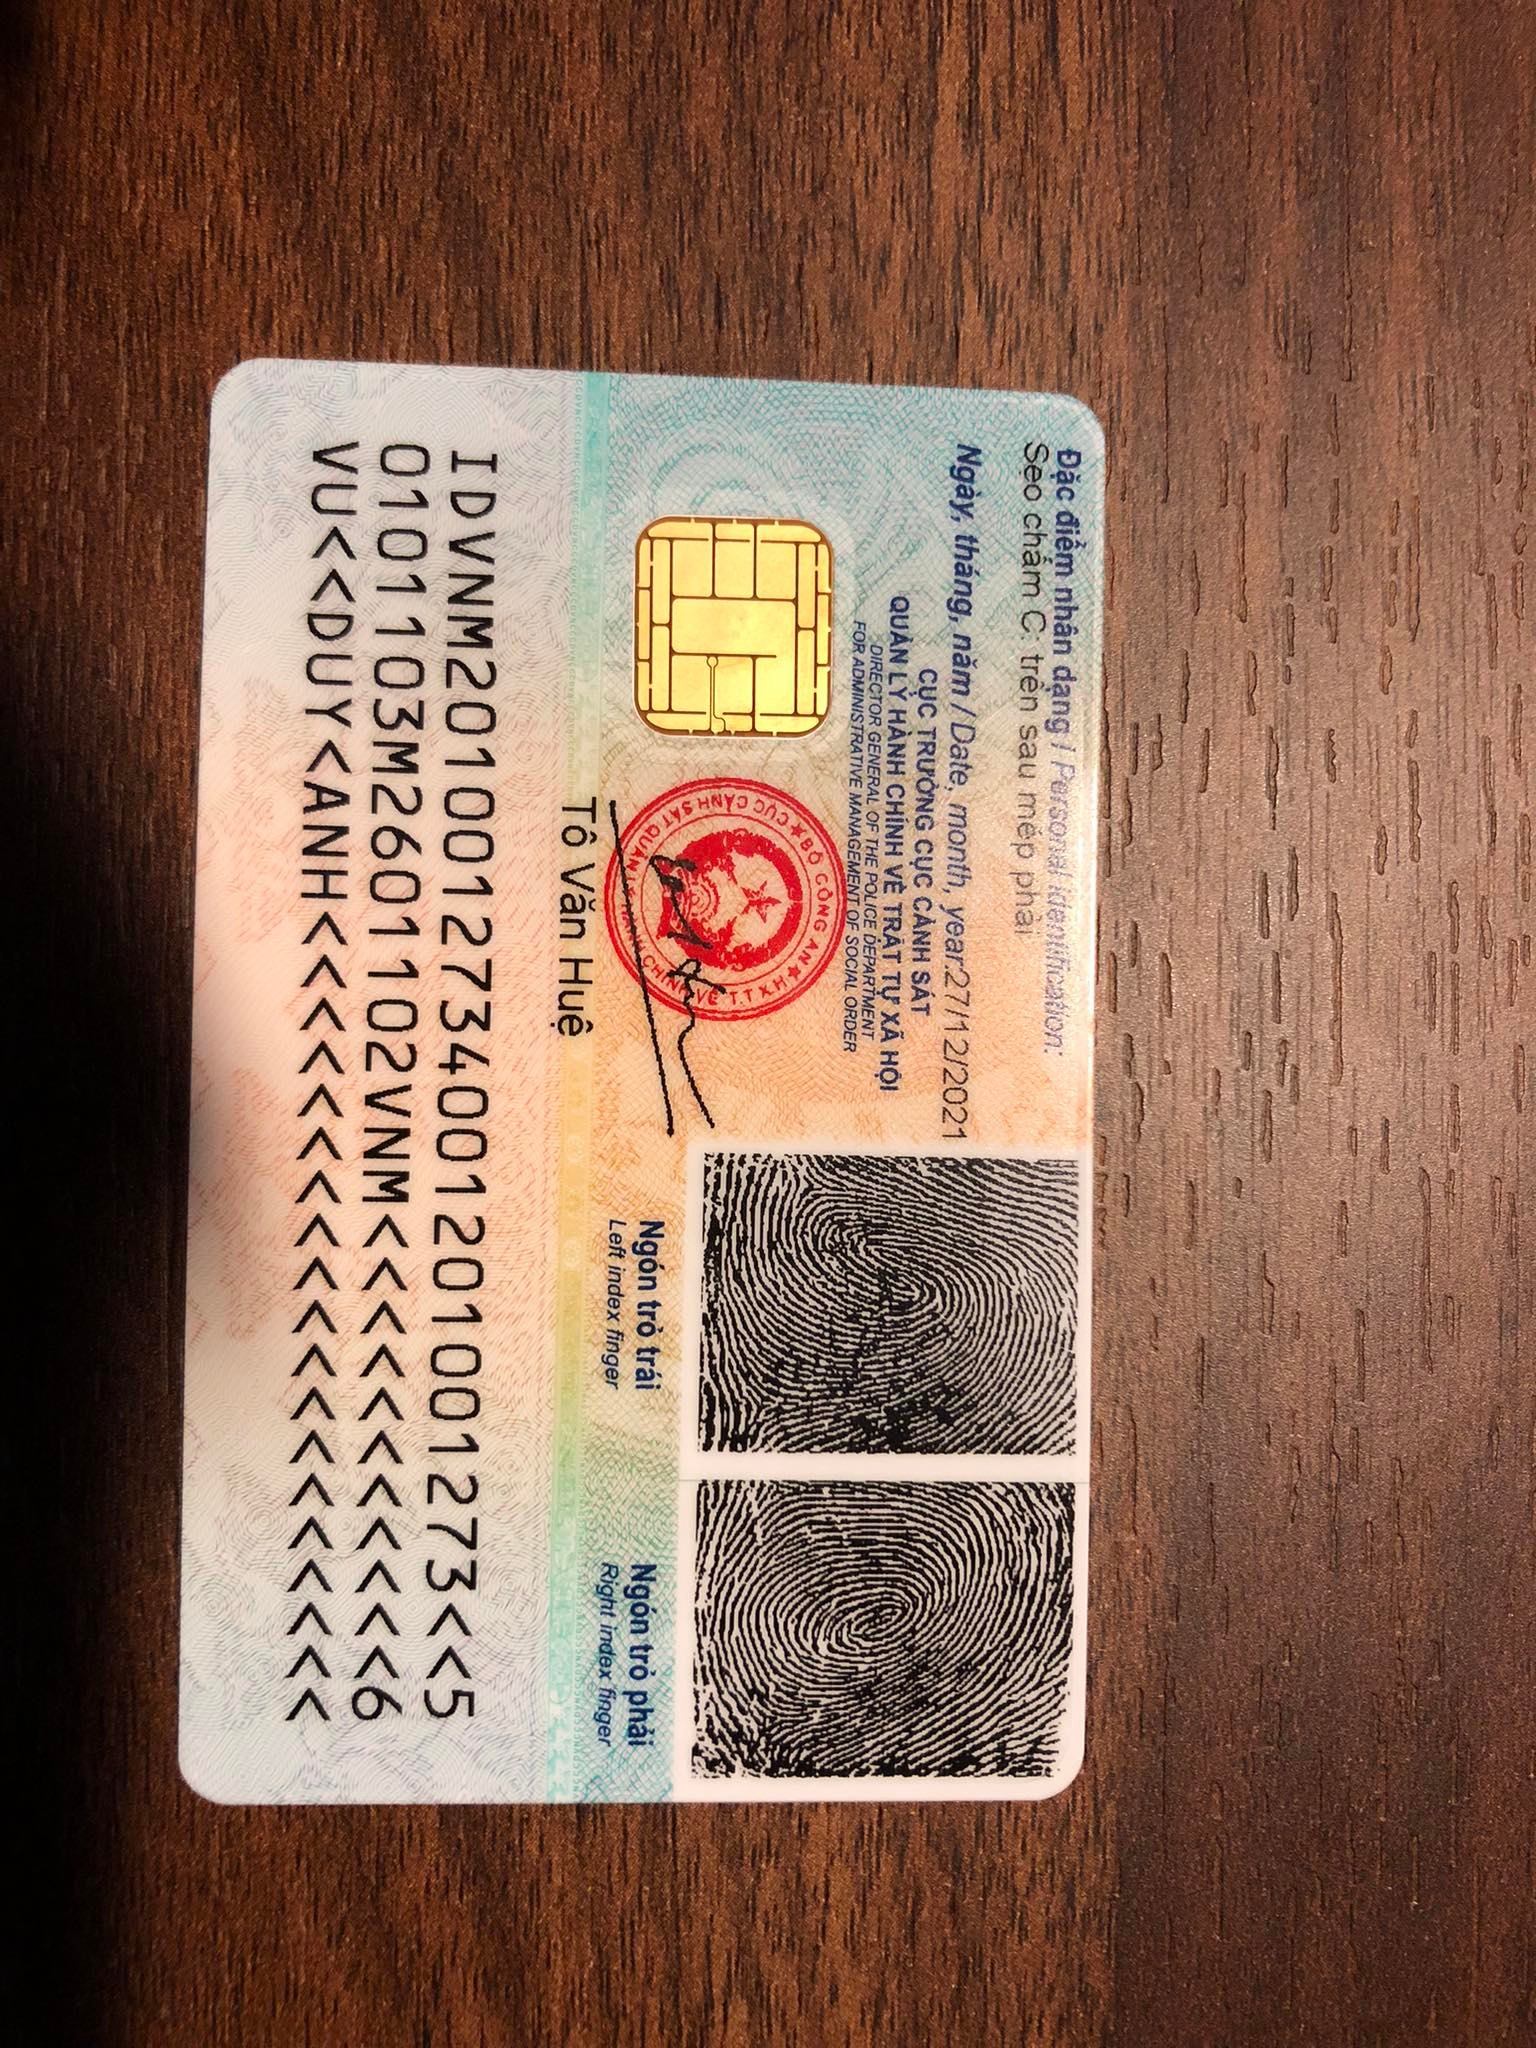 Đặc điểm nhân dạng / Personal identification:
Sẹo chấm C. trên sau mép phải
Ngày, tháng, năm / Date, month, year: 27/12/2021
CỤC TRƯỞNG CỤC CẢNH SÁT
QUẢN LÝ HÀNH CHÍNH VỀ TRẬT TỰ XÃ HỘI
DIRECTOR GENERAL OF THE POLICE DEPARTMENT
FOR ADMINISTRATIVE MANAGEMENT OF SOCIAL ORDER
BỘ CÔNG AN
CỤC CẢNH SÁT QUẢN LÝ HÀNH CHÍNH VỀ T.T.X.H
Tô Văn Huệ
Ngón trỏ trái
Left index finger
Ngón trỏ phải
Right index finger
IDVNM2010012734001201001273<<5
0101103M2601102VNM<<<<<<<<<<<6
VU<<DUY<ANH<<<<<<<<<<<<<<<<<<<